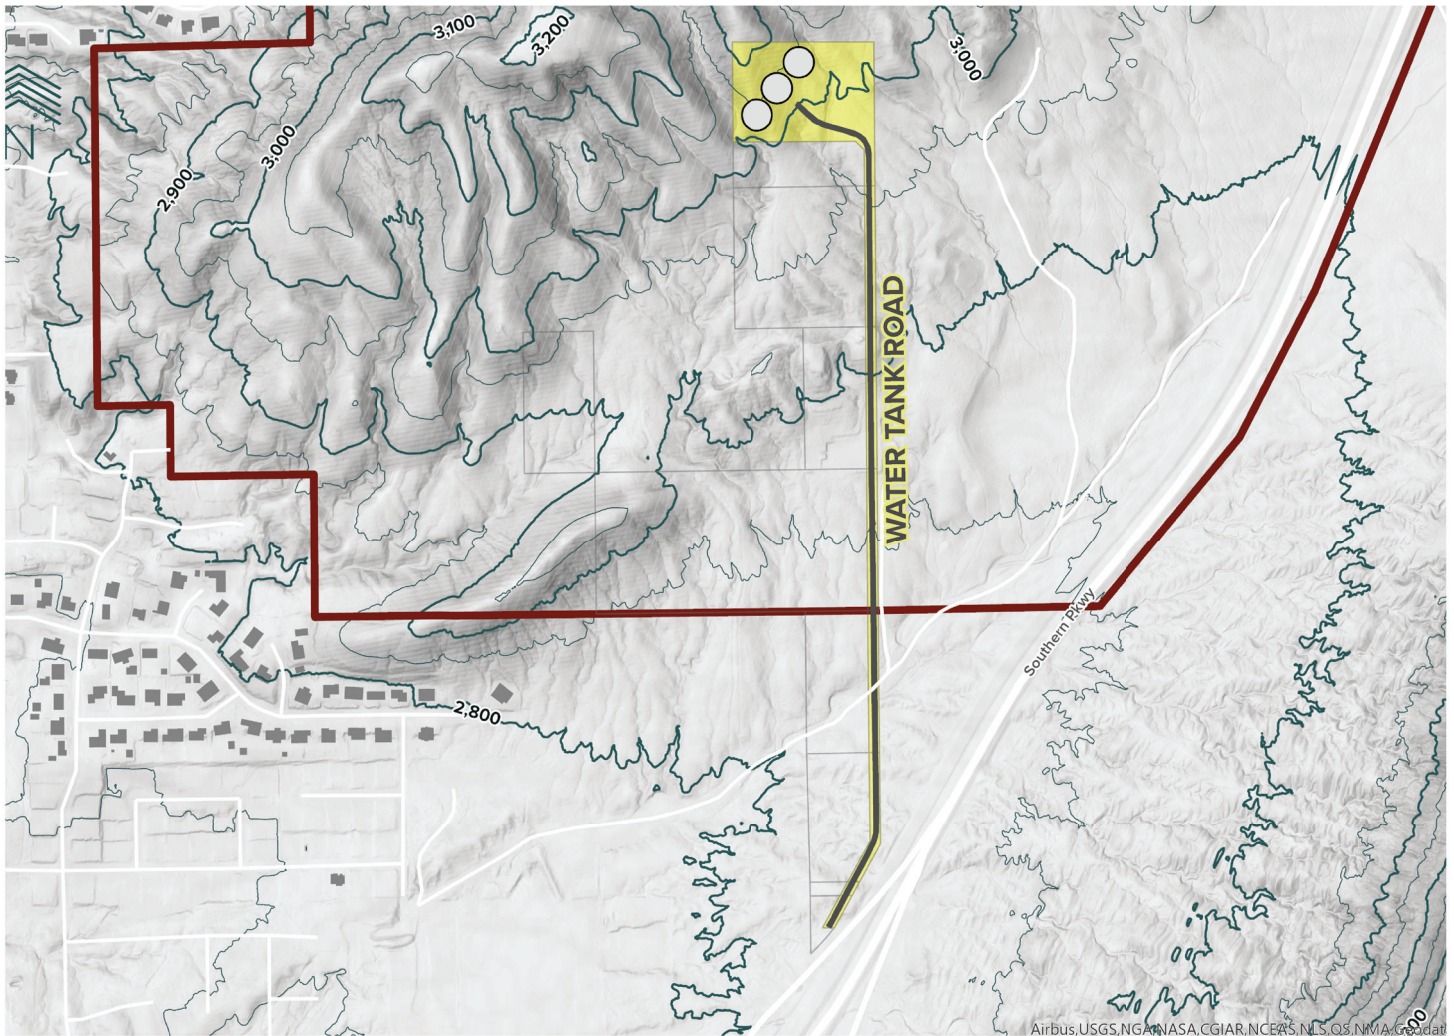 3,100
3,200
3,000
3,000
2,900
N
WATER TANK ROAD
Southern Pkwy
2,800
Airbus,USGS,NGA,NASA,CGIAR,NCEAS,NLS,OS,NMA,Geodat